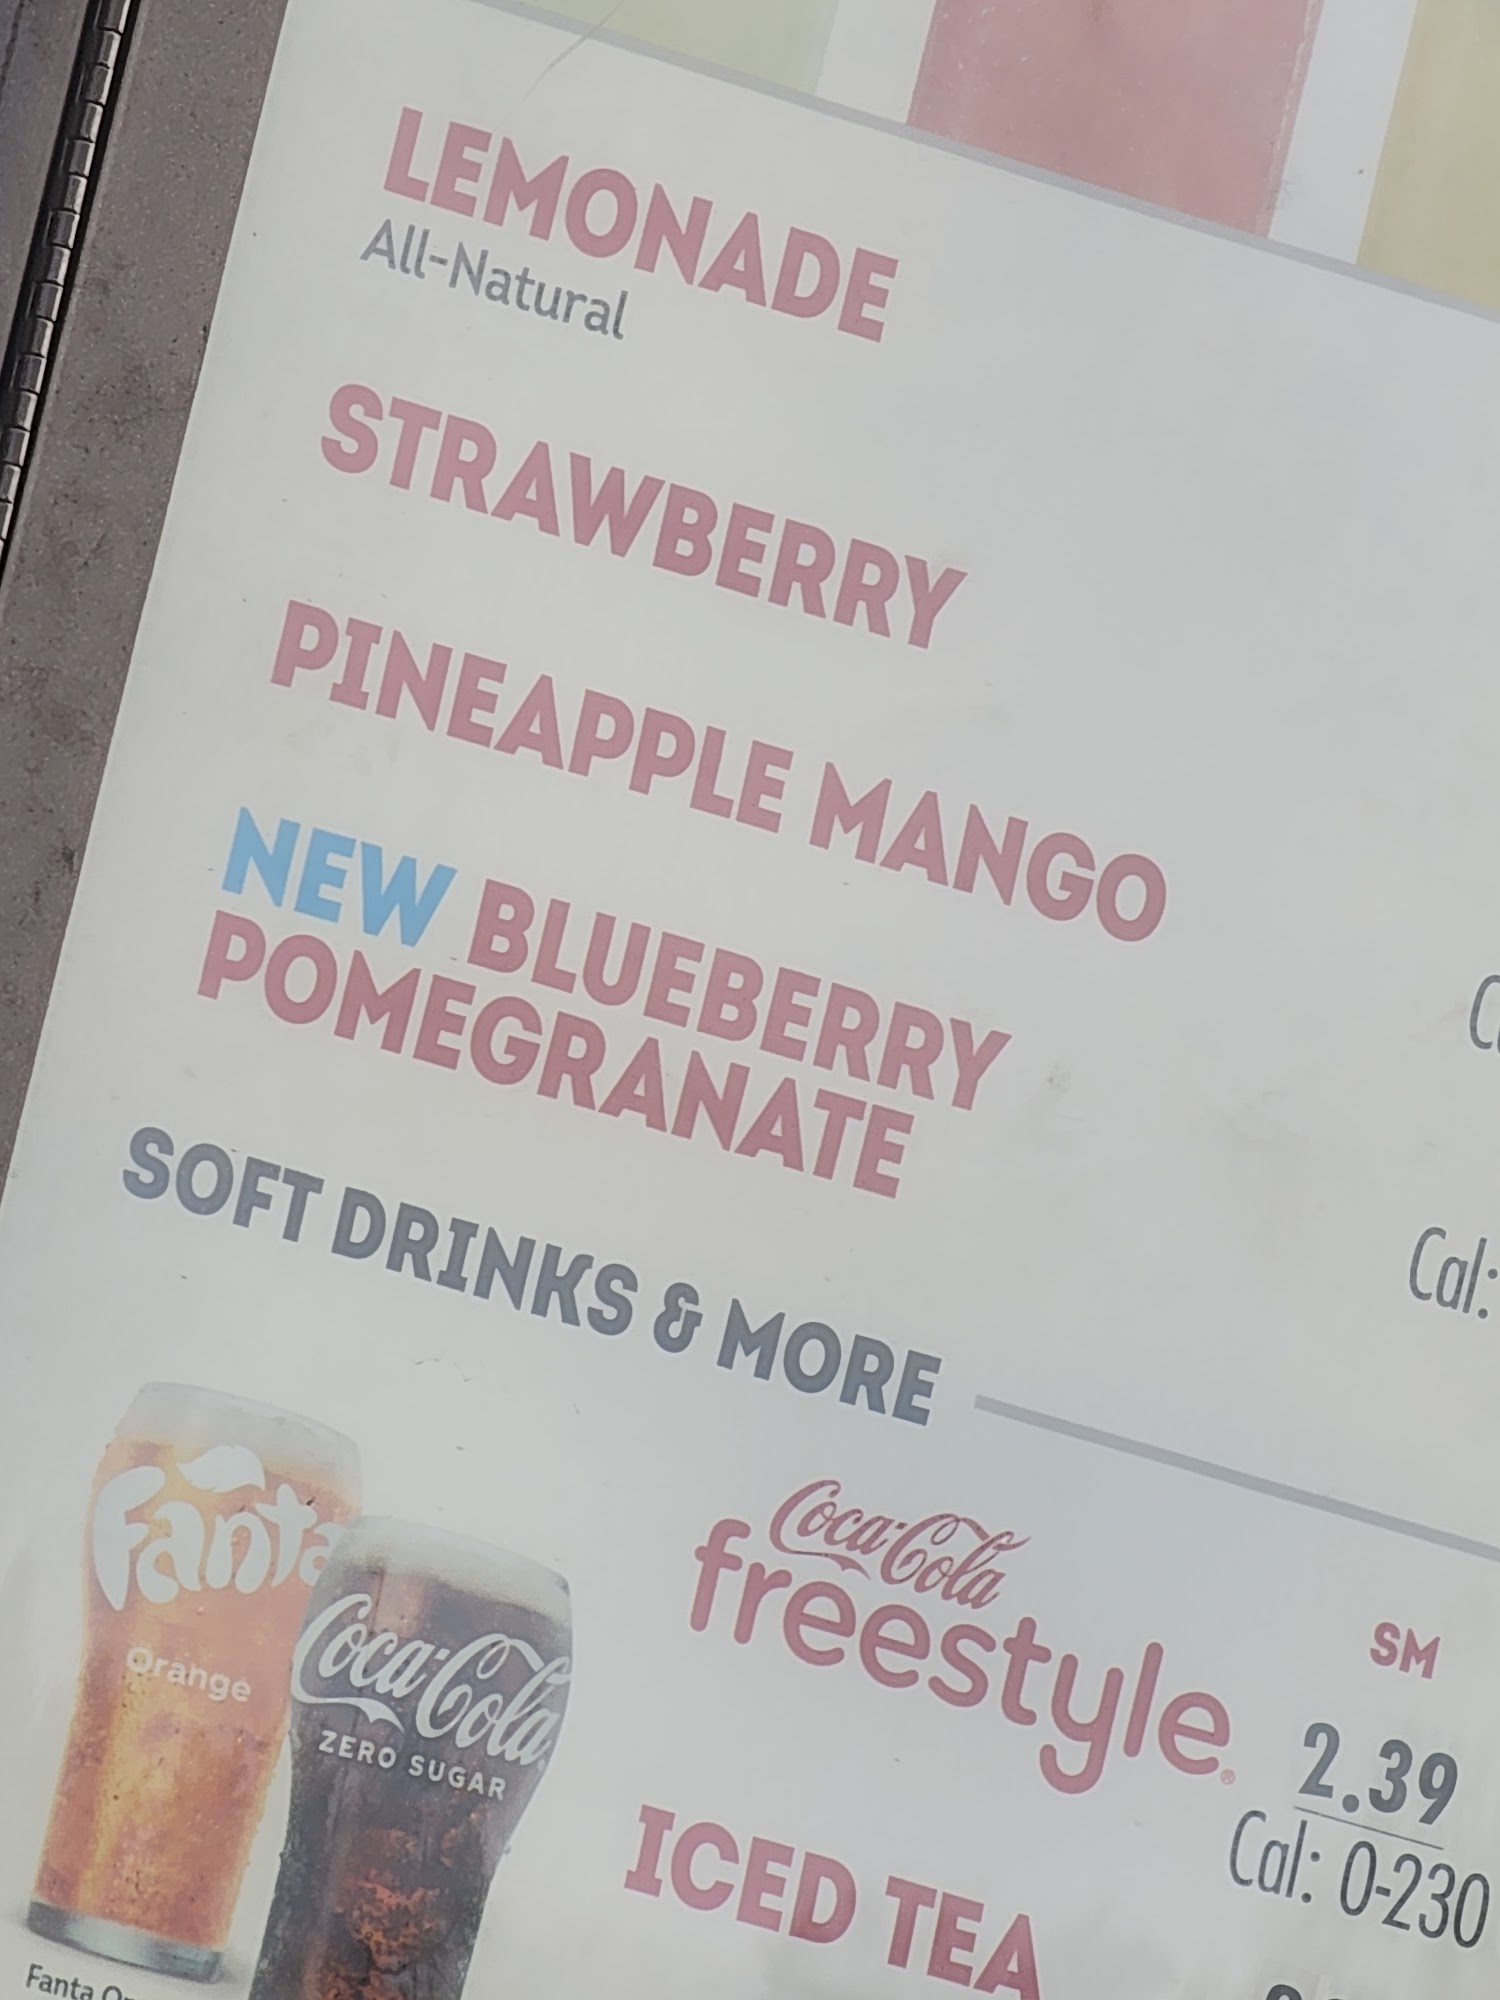 LEMONADE
All-Natural
STRAWBERRY
PINEAPPLE MANGO
NEW BLUEBERRY
POMEGRANATE
Cal:
SOFT DRINKS & MORE
Fanta
Orange
Coca-Cola
ZERO SUGAR
Coca-Cola
freestyle®
SM
2.39
Cal: 0-230
ICED TEA
Fanta